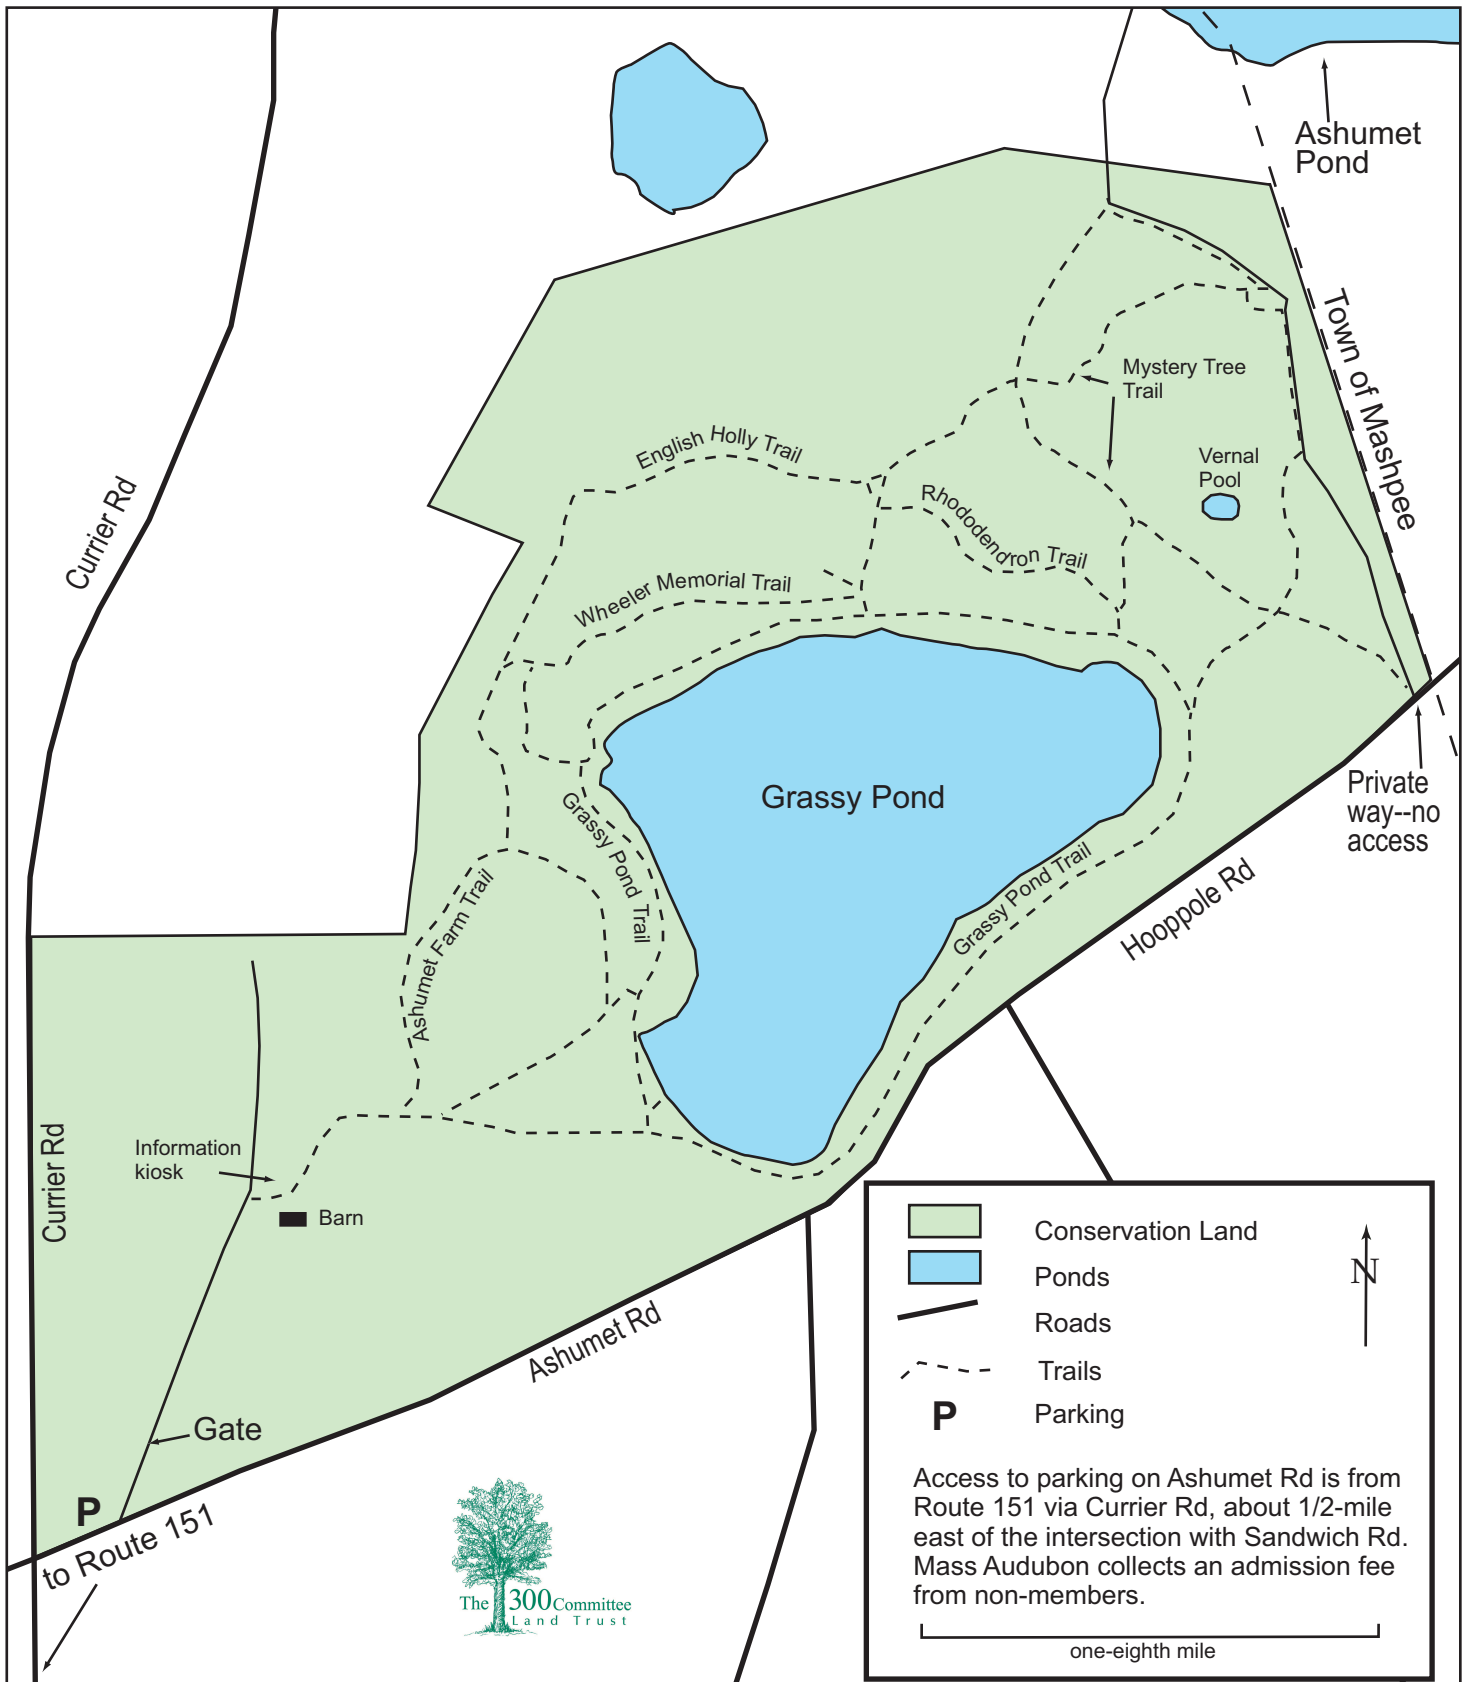 Ashumet
Pond
Town of Mashpee
Mystery Tree
Trail
English Holly Trail
Vernal
Pool
Rhododendron Trail
Currier Rd
Wheeler Memorial Trail
Grassy Pond
Private
way--no
access
Grassy Pond Trail
Grassy Pond Trail
Hooppole Rd
Ashumet Farm Trail
Information
kiosk
Currier Rd
Barn
Ashumet Rd
Gate
P
to Route 151
Conservation Land
Ponds
Roads
Trails
P
Parking
N
Access to parking on Ashumet Rd is from
Route 151 via Currier Rd, about 1/2-mile
east of the intersection with Sandwich Rd.
Mass Audubon collects an admission fee
from non-members.
one-eighth mile
The 300 Committee
Land Trust